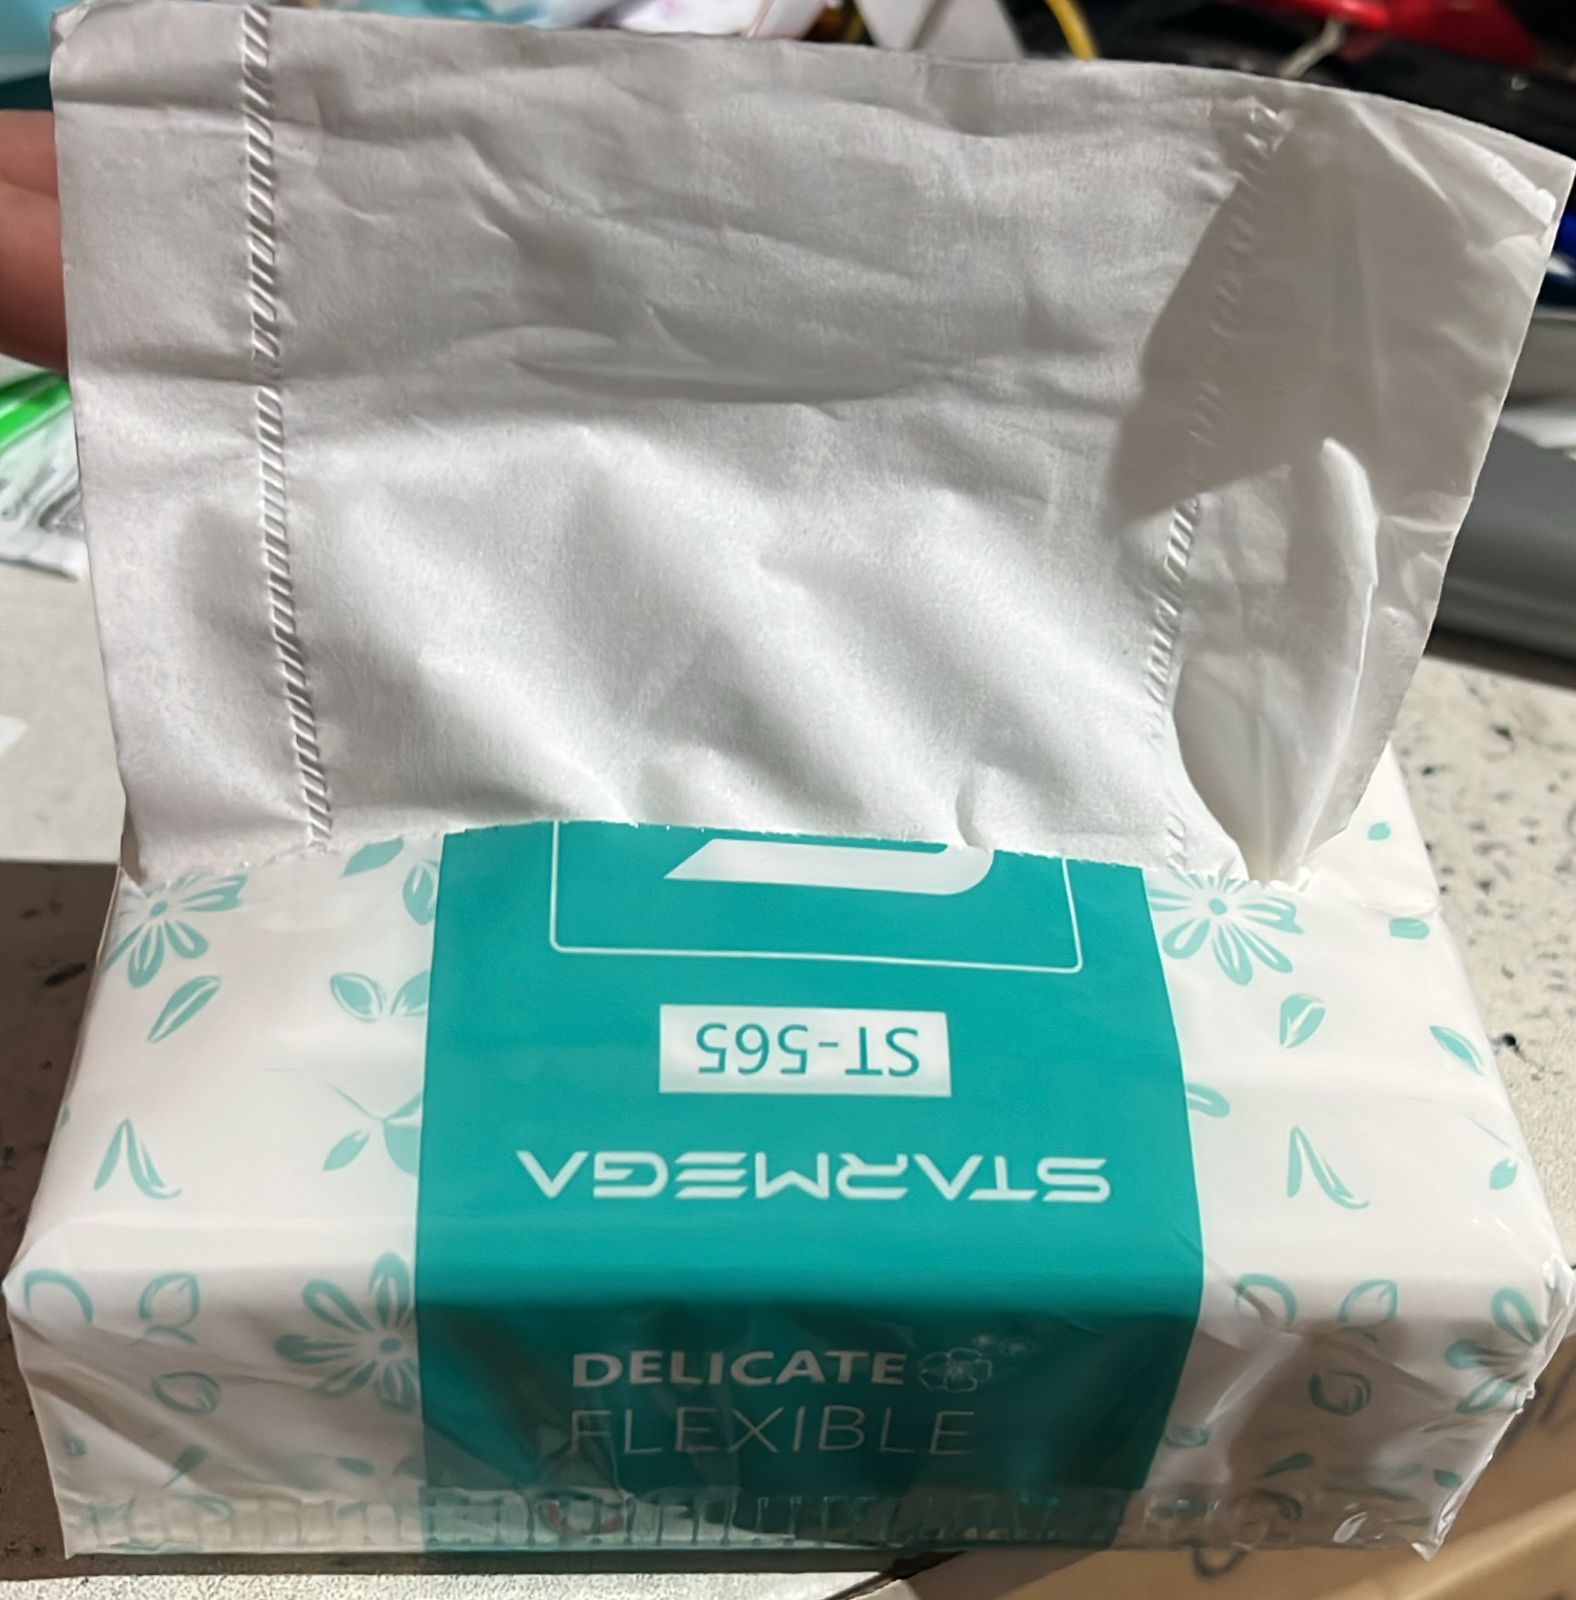 ST-565
STARMEGA
DELICATE
FLEXIBLE